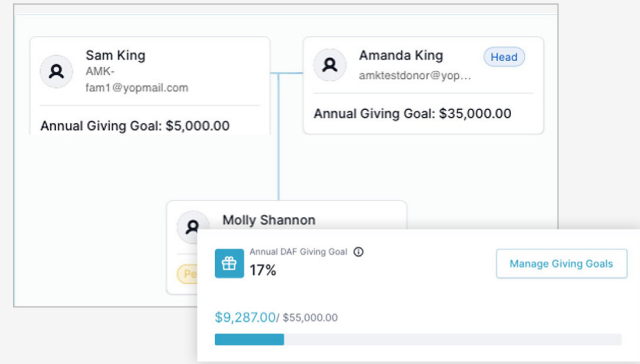 Sam King
AMK-
fam1@yopmail.com
Annual Giving Goal: $5,000.00
Amanda King
Head
amktestdonor@yop...
Annual Giving Goal: $35,000.00
Molly Shannon
Annual DAF Giving Goal
17%
Manage Giving Goals
$9,287.00/ $55,000.00